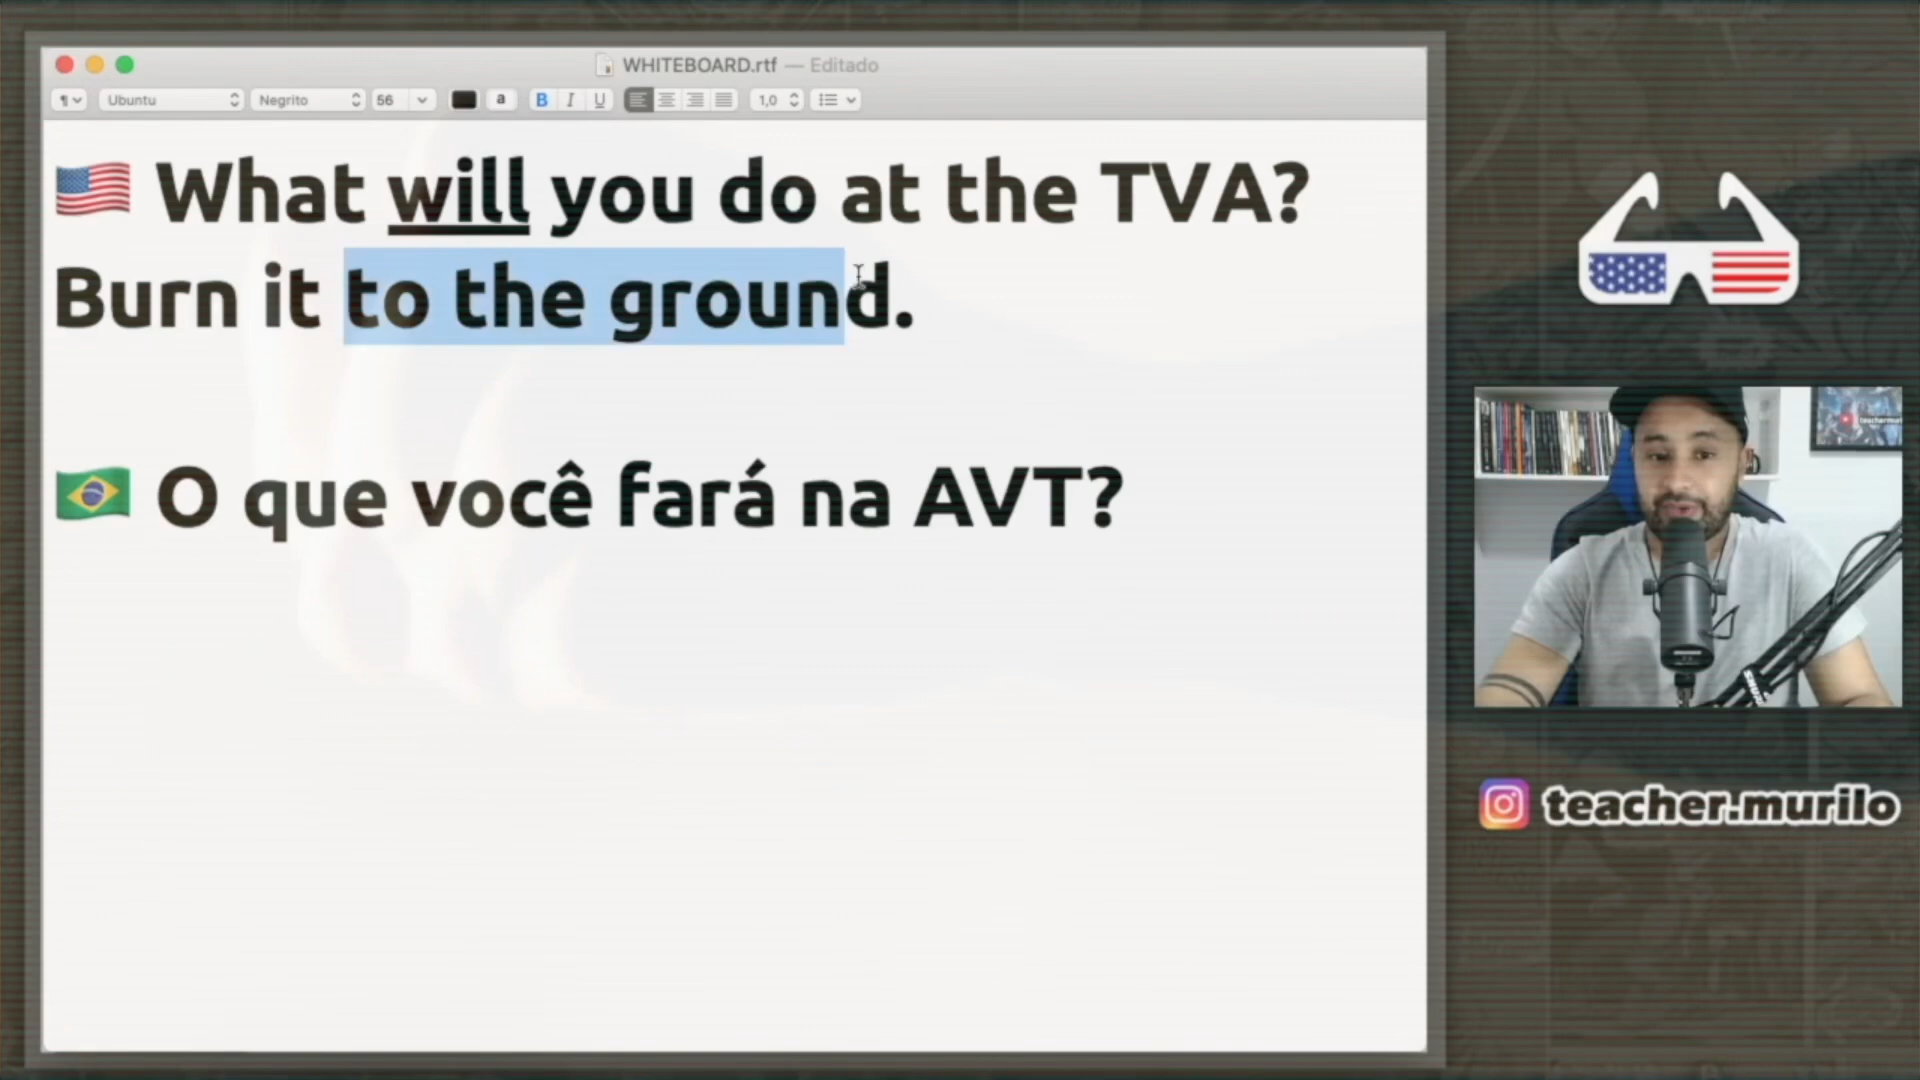 WHITEBOARD.rtf — Editado
¶ Ubuntu Negrito 56 a B I U 1,0
What will you do at the TVA?
Burn it to the ground.
O que você fará na AVT?
SHURE
teacher.murilo